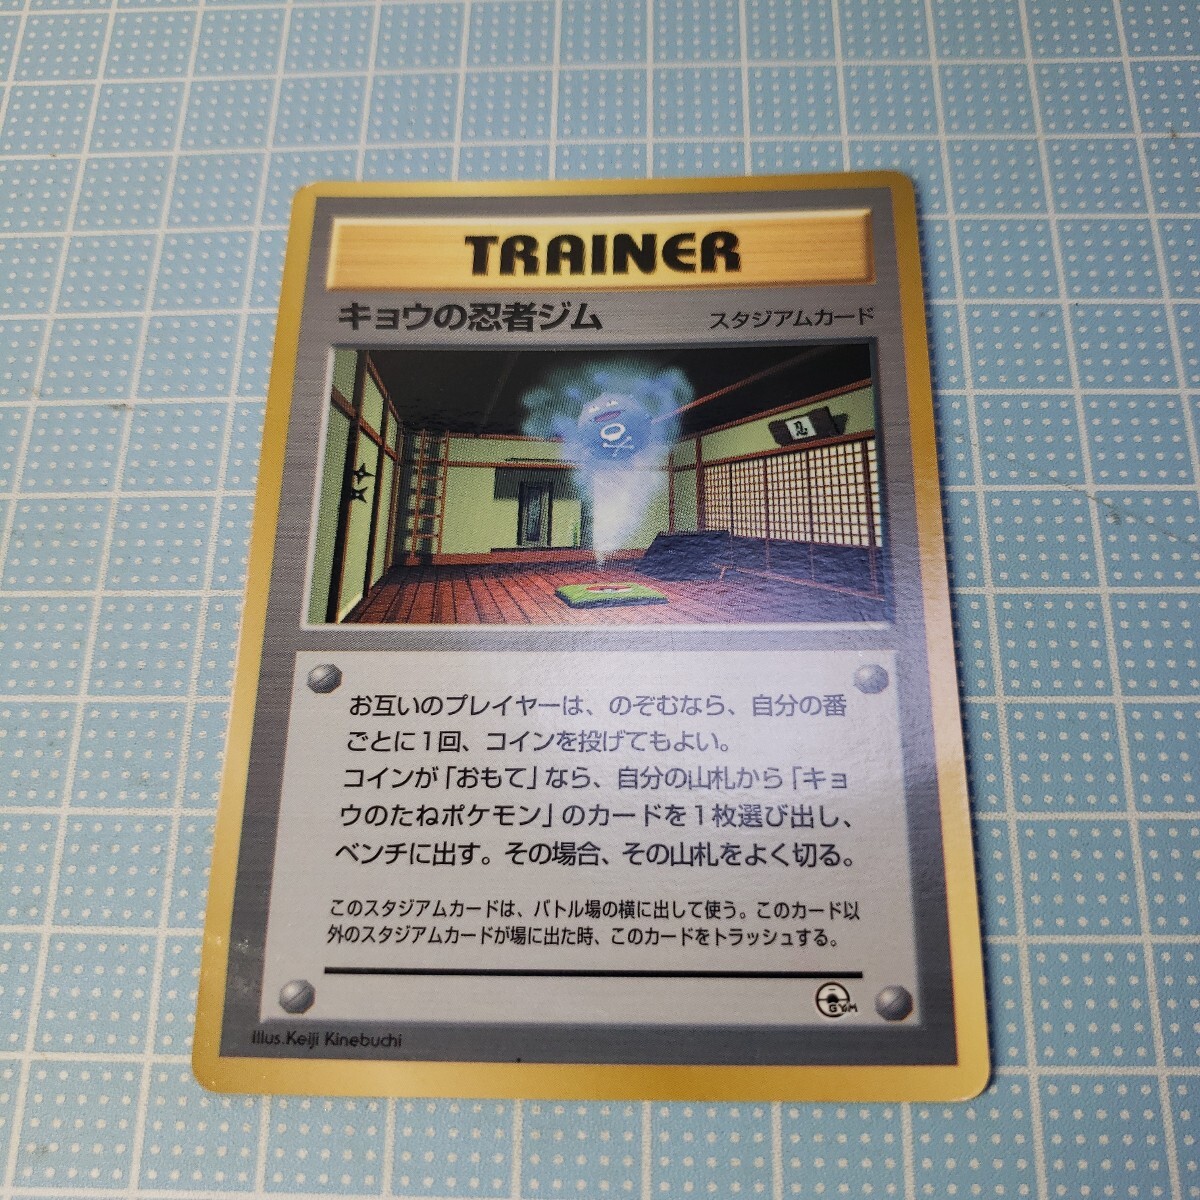 TRAINER
キョウの忍者ジム
スタジアムカード
忍
お互いのプレイヤーは、のぞむなら、自分の番
ごとに1回、コインを投げてもよい。
コインが「おもて」なら、自分の山札から「キョ
ウのたねポケモン」のカードを1枚選び出し、
ベンチに出す。その場合、その山札をよく切る。
このスタジアムカードは、バトル場の横に出して使う。このカード以
外のスタジアムカードが場に出た時、このカードをトラッシュする。
GYM
Illus.Keiji Kinebuchi